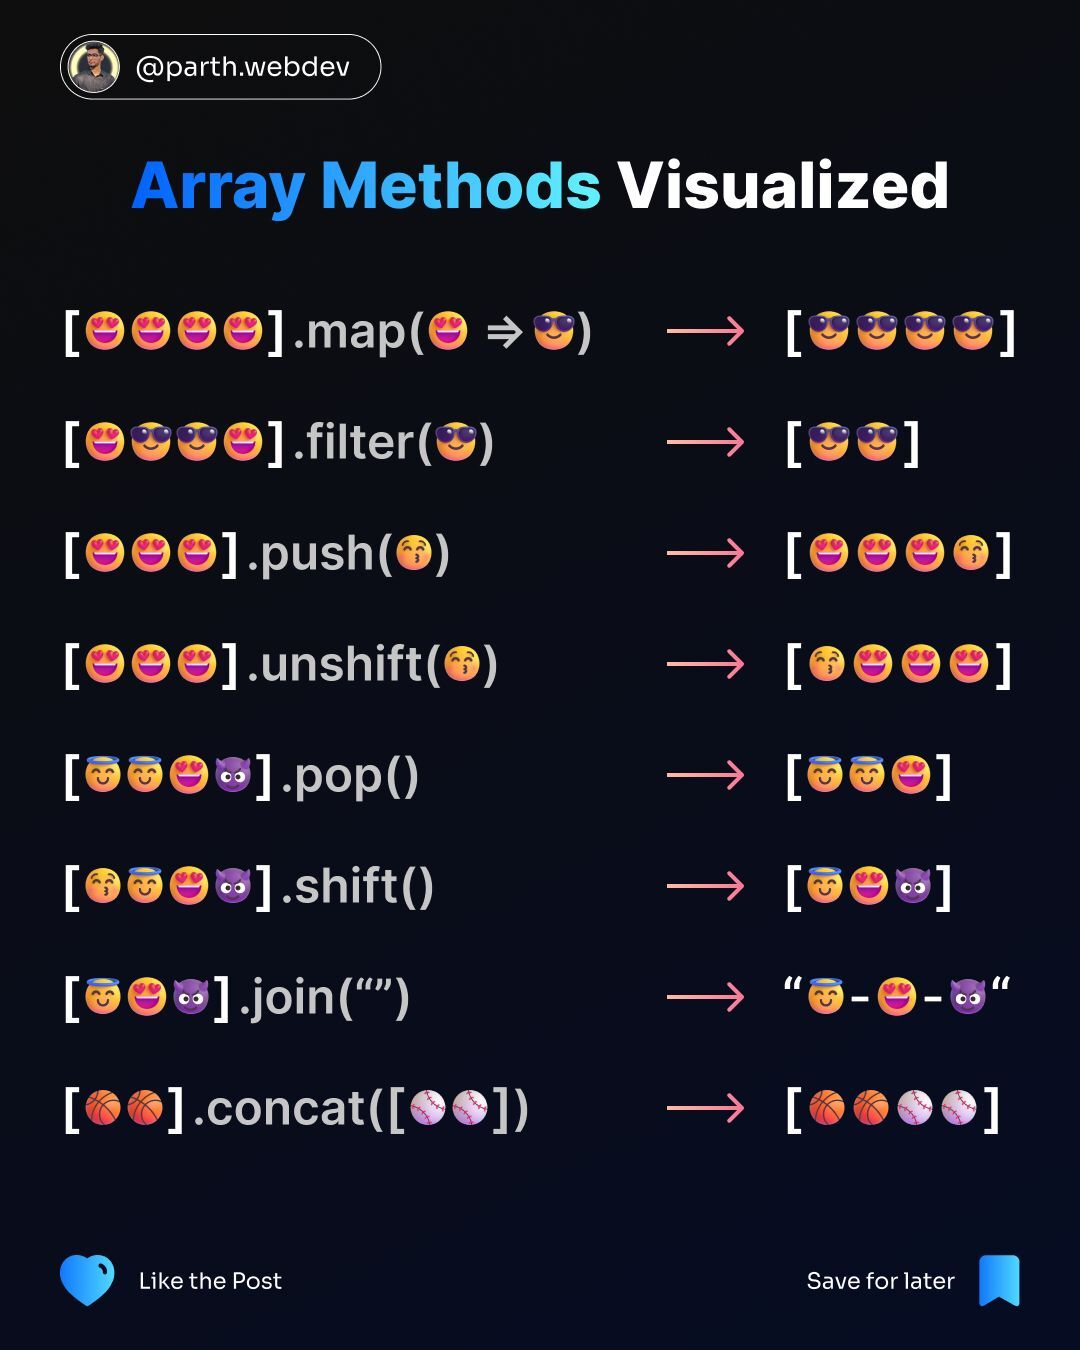 @parth.webdev
Array Methods Visualized
[😍😍😍😍].map(😍 ⇒ 😎) → [😎😎😎😎]
[😍😎😎😍].filter(😎) → [😎😎]
[😍😍😍].push(😚) → [😍😍😍😚]
[😍😍😍].unshift(😚) → [😚😍😍😍]
[😇😇😍😈].pop() → [😇😇😍]
[😚😇😍😈].shift() → [😇😍😈]
[😇😍😈].join(“”) → “😇-😍-😈“
[🏀🏀].concat([⚾⚾]) → [🏀🏀⚾⚾]
Like the Post
Save for later